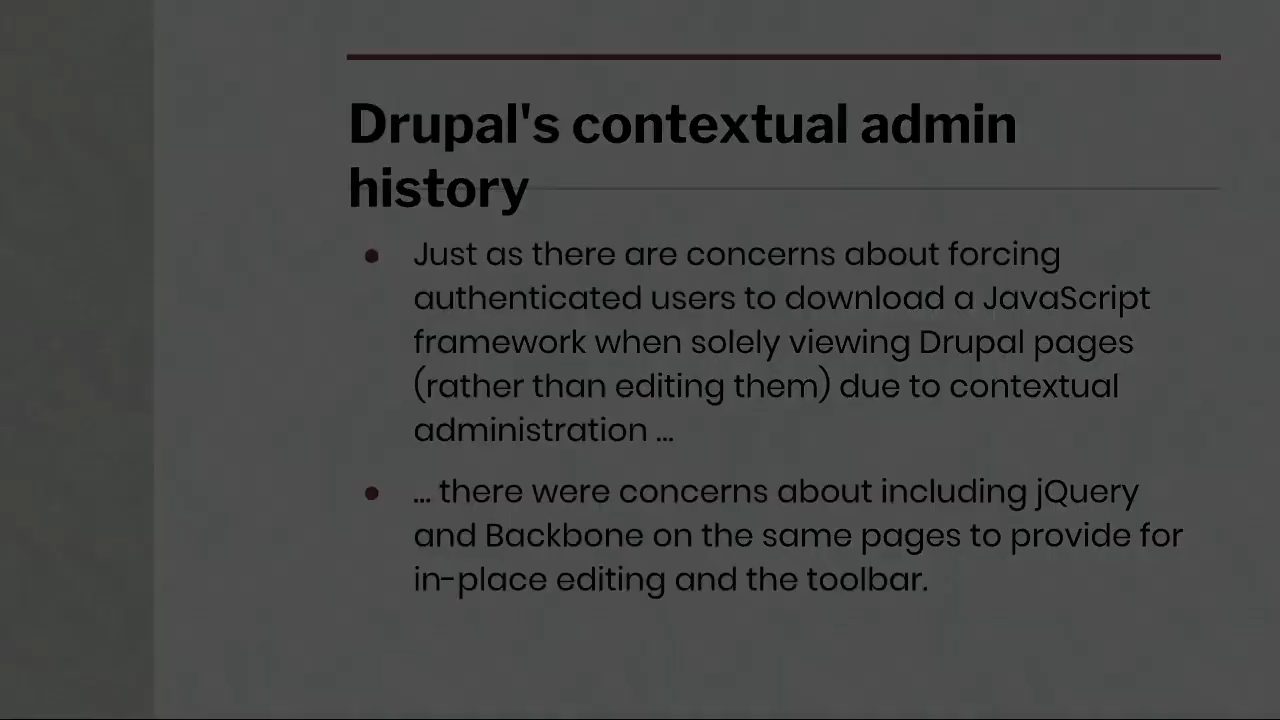 Drupal's contextual admin
history
● Just as there are concerns about forcing
authenticated users to download a JavaScript
framework when solely viewing Drupal pages
(rather than editing them) due to contextual
administration ...
● ... there were concerns about including jQuery
and Backbone on the same pages to provide for
in-place editing and the toolbar.